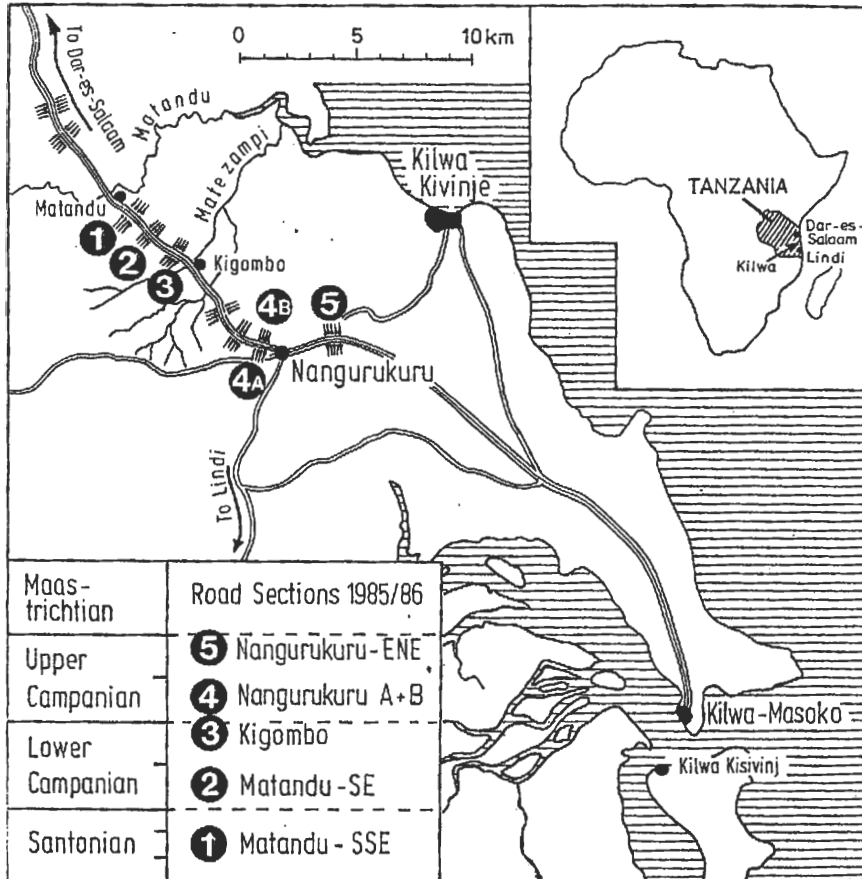 0 5 10 km
To Dar-es-Salaam
Matandu
Matezampi
Kilwa
Kivinje
Matandu
1
2
3
Kigombo
4B
5
4A
Nangurukuru
To Lindi
TANZANIA
Dar-es-
Salaam
Kilwa
Lindi
Kilwa-Masoko
Kilwa Kisivinj
Maas-
trichtian
Road Sections 1985/86
Upper
Campanian
5 Nangurukuru-ENE
4 Nangurukuru A+B
Lower
Campanian
3 Kigombo
2 Matandu-SE
Santonian
1 Matandu-SSE